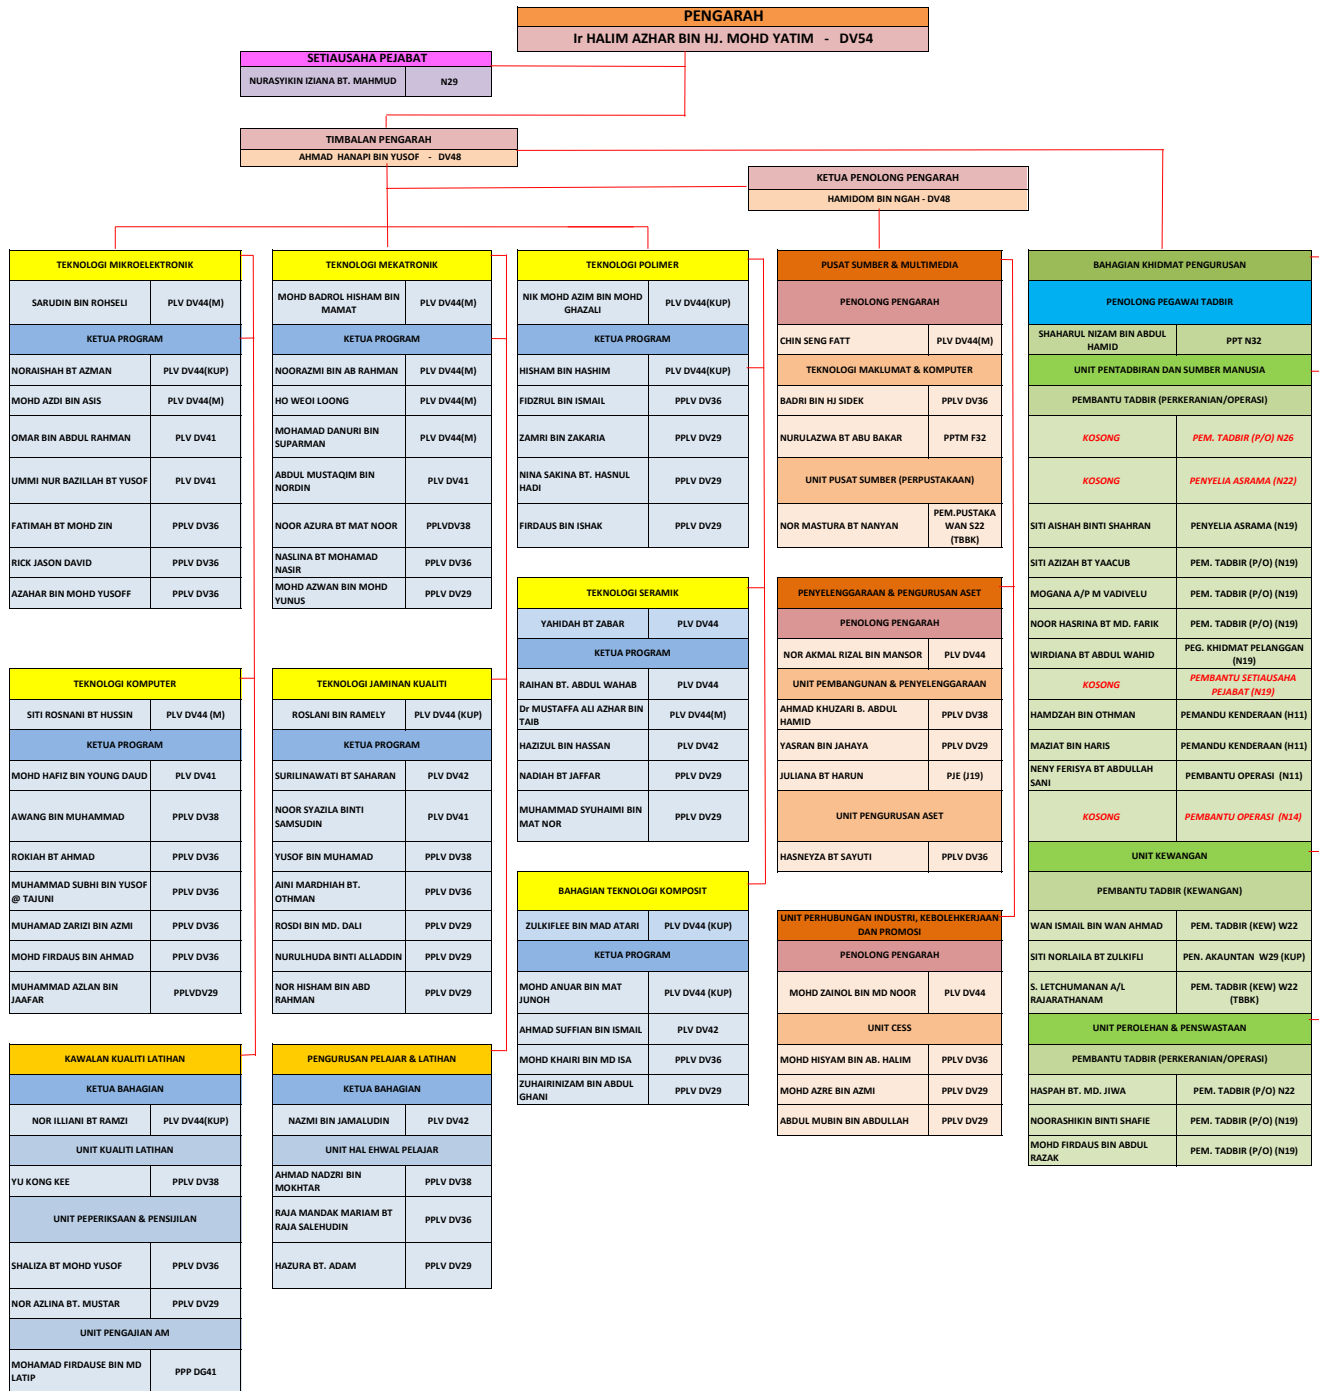 PENGARAH
Ir HALIM AZHAR BIN HJ. MOHD YATIM - DV54
SETIAUSAHA PEJABAT
NURASYIKIN IZIANA BT. MAHMUD N29
TIMBALAN PENGARAH
AHMAD HANAPI BIN YUSOF - DV48
KETUA PENOLONG PENGARAH
HAMIDOM BIN NGAH - DV48
TEKNOLOGI MIKROELEKTRONIK
SARUDIN BIN ROHSELI PLV DV44(M)
KETUA PROGRAM
NORAISHAH BT AZMAN PLV DV44(KUP)
MOHD AZDI BIN ASIS PLV DV44(M)
OMAR BIN ABDUL RAHMAN PLV DV41
UMMI NUR BAZILLAH BT YUSOF PLV DV41
FATIMAH BT MOHD ZIN PPLV DV36
RICK JASON DAVID PPLV DV36
AZAHAR BIN MOHD YUSOFF PPLV DV36
TEKNOLOGI KOMPUTER
SITI ROSNANI BT HUSSIN PLV DV44 (M)
KETUA PROGRAM
MOHD HAFIZ BIN YOUNG DAUD PLV DV41
AWANG BIN MUHAMMAD PPLV DV38
ROKIAH BT AHMAD PPLV DV36
MUHAMMAD SUBHI BIN YUSOF
@ TAJUNI PPLV DV36
MUHAMAD ZARIZI BIN AZMI PPLV DV36
MOHD FIRDAUS BIN AHMAD PPLV DV36
MUHAMMAD AZLAN BIN
JAAFAR PPLVDV29
KAWALAN KUALITI LATIHAN
KETUA BAHAGIAN
NOR ILLIANI BT RAMZI PLV DV44(KUP)
UNIT KUALITI LATIHAN
YU KONG KEE PPLV DV38
UNIT PEPERIKSAAN & PENSIJILAN
SHALIZA BT MOHD YUSOF PPLV DV36
NOR AZLINA BT. MUSTAR PPLV DV29
UNIT PENGAJIAN AM
MOHAMAD FIRDAUSE BIN MD
LATIP PPP DG41
TEKNOLOGI MEKATRONIK
MOHD BADROL HISHAM BIN
MAMAT PLV DV44(M)
KETUA PROGRAM
NOORAZMI BIN AB RAHMAN PLV DV44(M)
HO WEOI LOONG PLV DV44(M)
MOHAMAD DANURI BIN
SUPARMAN PLV DV44(M)
ABDUL MUSTAQIM BIN
NORDIN PLV DV41
NOOR AZURA BT MAT NOOR PPLVDV38
NASLINA BT MOHAMAD
NASIR PPLV DV36
MOHD AZWAN BIN MOHD
YUNUS PPLV DV29
TEKNOLOGI JAMINAN KUALITI
ROSLANI BIN RAMELY PLV DV44 (KUP)
KETUA PROGRAM
SURILINAWATI BT SAHARAN PLV DV42
NOOR SYAZILA BINTI
SAMSUDIN PLV DV41
YUSOF BIN MUHAMAD PPLV DV38
AINI MARDHIAH BT.
OTHMAN PPLV DV36
ROSDI BIN MD. DALI PPLV DV29
NURULHUDA BINTI ALLADDIN PPLV DV29
NOR HISHAM BIN ABD
RAHMAN PPLV DV29
PENGURUSAN PELAJAR & LATIHAN
KETUA BAHAGIAN
NAZMI BIN JAMALUDIN PLV DV42
UNIT HAL EHWAL PELAJAR
AHMAD NADZRI BIN
MOKHTAR PPLV DV38
RAJA MANDAK MARIAM BT
RAJA SALEHUDIN PPLV DV36
HAZURA BT. ADAM PPLV DV29
TEKNOLOGI POLIMER
NIK MOHD AZIM BIN MOHD
GHAZALI PLV DV44(KUP)
KETUA PROGRAM
HISHAM BIN HASHIM PLV DV44(KUP)
FIDZRUL BIN ISMAIL PPLV DV36
ZAMRI BIN ZAKARIA PPLV DV29
NINA SAKINA BT. HASNUL
HADI PPLV DV29
FIRDAUS BIN ISHAK PPLV DV29
TEKNOLOGI SERAMIK
YAHIDAH BT ZABAR PLV DV44
KETUA PROGRAM
RAIHAN BT. ABDUL WAHAB PLV DV44
Dr MUSTAFFA ALI AZHAR BIN
TAIB PLV DV44(M)
HAZIZUL BIN HASSAN PLV DV42
NADIAH BT JAFFAR PPLV DV29
MUHAMMAD SYUHAIMI BIN
MAT NOR PPLV DV29
BAHAGIAN TEKNOLOGI KOMPOSIT
ZULKIFLEE BIN MAD ATARI PLV DV44 (KUP)
KETUA PROGRAM
MOHD ANUAR BIN MAT
JUNOH PLV DV44 (KUP)
AHMAD SUFFIAN BIN ISMAIL PLV DV42
MOHD KHAIRI BIN MD ISA PPLV DV36
ZUHAIRINIZAM BIN ABDUL
GHANI PPLV DV29
PUSAT SUMBER & MULTIMEDIA
PENOLONG PENGARAH
CHIN SENG FATT PLV DV44(M)
TEKNOLOGI MAKLUMAT & KOMPUTER
BADRI BIN HJ SIDEK PPLV DV36
NURULAZWA BT ABU BAKAR PPTM F32
UNIT PUSAT SUMBER (PERPUSTAKAAN)
NOR MASTURA BT NANYAN PEM.PUSTAKA
WAN S22
(TBBK)
PENYELENGGARAAN & PENGURUSAN ASET
PENOLONG PENGARAH
NOR AKMAL RIZAL BIN MANSOR PLV DV44
UNIT PEMBANGUNAN & PENYELENGGARAAN
AHMAD KHUZARI B. ABDUL
HAMID PPLV DV38
YASRAN BIN JAHAYA PPLV DV29
JULIANA BT HARUN PJE (J19)
UNIT PENGURUSAN ASET
HASNEYZA BT SAYUTI PPLV DV36
UNIT PERHUBUNGAN INDUSTRI, KEBOLEHKERJAAN
DAN PROMOSI
PENOLONG PENGARAH
MOHD ZAINOL BIN MD NOOR PLV DV44
UNIT CESS
MOHD HISYAM BIN AB. HALIM PPLV DV36
MOHD AZRE BIN AZMI PPLV DV29
ABDUL MUBIN BIN ABDULLAH PPLV DV29
BAHAGIAN KHIDMAT PENGURUSAN
PENOLONG PEGAWAI TADBIR
SHAHARUL NIZAM BIN ABDUL
HAMID PPT N32
UNIT PENTADBIRAN DAN SUMBER MANUSIA
PEMBANTU TADBIR (PERKERANIAN/OPERASI)
KOSONG PEM. TADBIR (P/O) N26
KOSONG PENYELIA ASRAMA (N22)
SITI AISHAH BINTI SHAHRAN PENYELIA ASRAMA (N19)
SITI AZIZAH BT YAACUB PEM. TADBIR (P/O) (N19)
MOGANA A/P M VADIVELU PEM. TADBIR (P/O) (N19)
NOOR HASRINA BT MD. FARIK PEM. TADBIR (P/O) (N19)
WIRDIANA BT ABDUL WAHID PEG. KHIDMAT PELANGGAN
(N19)
KOSONG PEMBANTU SETIAUSAHA
PEJABAT (N19)
HAMDZAH BIN OTHMAN PEMANDU KENDERAAN (H11)
MAZIAT BIN HARIS PEMANDU KENDERAAN (H11)
NENY FERISYA BT ABDULLAH
SANI PEMBANTU OPERASI (N11)
KOSONG PEMBANTU OPERASI (N14)
UNIT KEWANGAN
PEMBANTU TADBIR (KEWANGAN)
WAN ISMAIL BIN WAN AHMAD PEM. TADBIR (KEW) W22
SITI NORLAILA BT ZULKIFLI PEN. AKAUNTAN W29 (KUP)
S. LETCHUMANAN A/L
RAJARATHANAM PEM. TADBIR (KEW) W22
(TBBK)
UNIT PEROLEHAN & PENSWASTAAN
PEMBANTU TADBIR (PERKERANIAN/OPERASI)
HASPAH BT. MD. JIWA PEM. TADBIR (P/O) N22
NOORASHIKIN BINTI SHAFIE PEM. TADBIR (P/O) (N19)
MOHD FIRDAUS BIN ABDUL
RAZAK PEM. TADBIR (P/O) (N19)